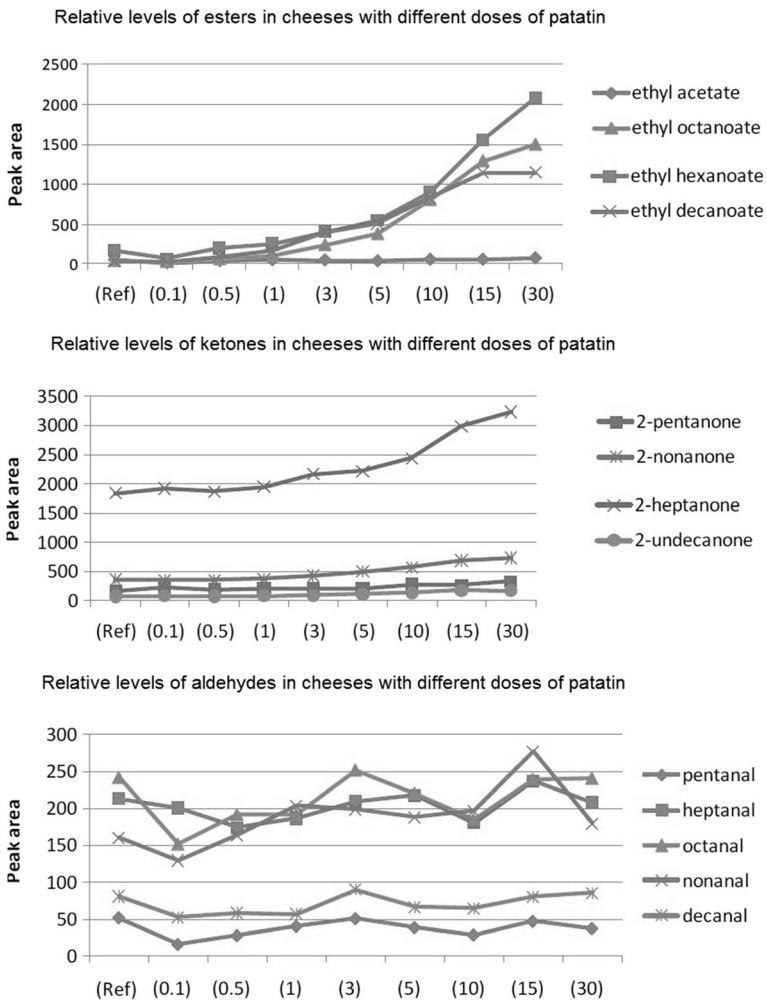 Relative levels of esters in cheeses with different doses of patatin
2500
2000
1500
1000
500
0
Peak area
(Ref) (0.1) (0.5) (1) (3) (5) (10) (15) (30)
ethyl acetate
ethyl octanoate
ethyl hexanoate
ethyl decanoate
Relative levels of ketones in cheeses with different doses of patatin
3500
3000
2500
2000
1500
1000
500
0
Peak area
(Ref) (0.1) (0.5) (1) (3) (5) (10) (15) (30)
2-pentanone
2-nonanone
2-heptanone
2-undecanone
Relative levels of aldehydes in cheeses with different doses of patatin
300
250
200
150
100
50
0
Peak area
(Ref) (0.1) (0.5) (1) (3) (5) (10) (15) (30)
pentanal
heptanal
octanal
nonanal
decanal